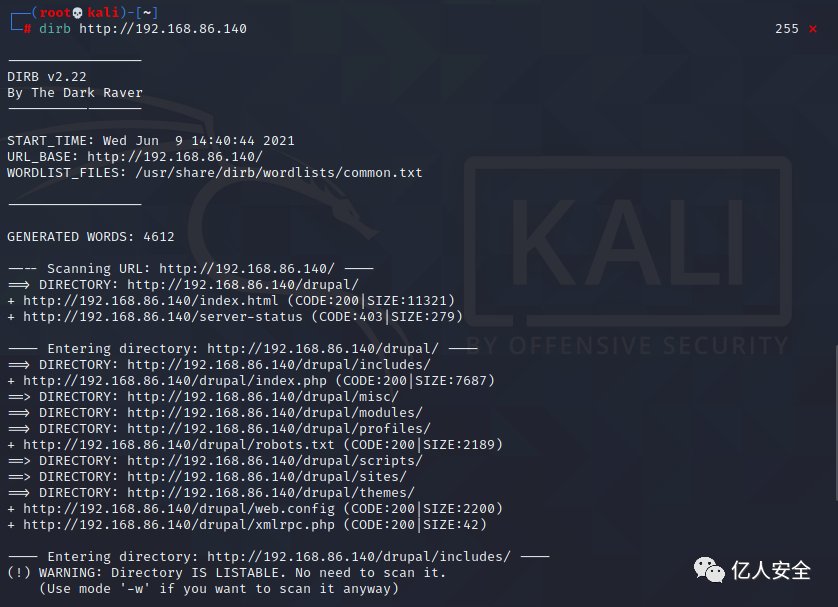 ┌──(root💀kali)-[~]
└─# dirb http://192.168.86.140 255 ⨯
-----------------
DIRB v2.22
By The Dark Raver
-----------------
START_TIME: Wed Jun  9 14:40:44 2021
URL_BASE: http://192.168.86.140/
WORDLIST_FILES: /usr/share/dirb/wordlists/common.txt
-----------------
GENERATED WORDS: 4612
---- Scanning URL: http://192.168.86.140/ ----
==> DIRECTORY: http://192.168.86.140/drupal/
+ http://192.168.86.140/index.html (CODE:200|SIZE:11321)
+ http://192.168.86.140/server-status (CODE:403|SIZE:279)
---- Entering directory: http://192.168.86.140/drupal/ ----
==> DIRECTORY: http://192.168.86.140/drupal/includes/
+ http://192.168.86.140/drupal/index.php (CODE:200|SIZE:7687)
==> DIRECTORY: http://192.168.86.140/drupal/misc/
==> DIRECTORY: http://192.168.86.140/drupal/modules/
==> DIRECTORY: http://192.168.86.140/drupal/profiles/
+ http://192.168.86.140/drupal/robots.txt (CODE:200|SIZE:2189)
==> DIRECTORY: http://192.168.86.140/drupal/scripts/
==> DIRECTORY: http://192.168.86.140/drupal/sites/
==> DIRECTORY: http://192.168.86.140/drupal/themes/
+ http://192.168.86.140/drupal/web.config (CODE:200|SIZE:2200)
+ http://192.168.86.140/drupal/xmlrpc.php (CODE:200|SIZE:42)
---- Entering directory: http://192.168.86.140/drupal/includes/ ----
(!) WARNING: Directory IS LISTABLE. No need to scan it.
    (Use mode '-w' if you want to scan it anyway)
KALI
BY OFFENSIVE SECURITY
亿人安全